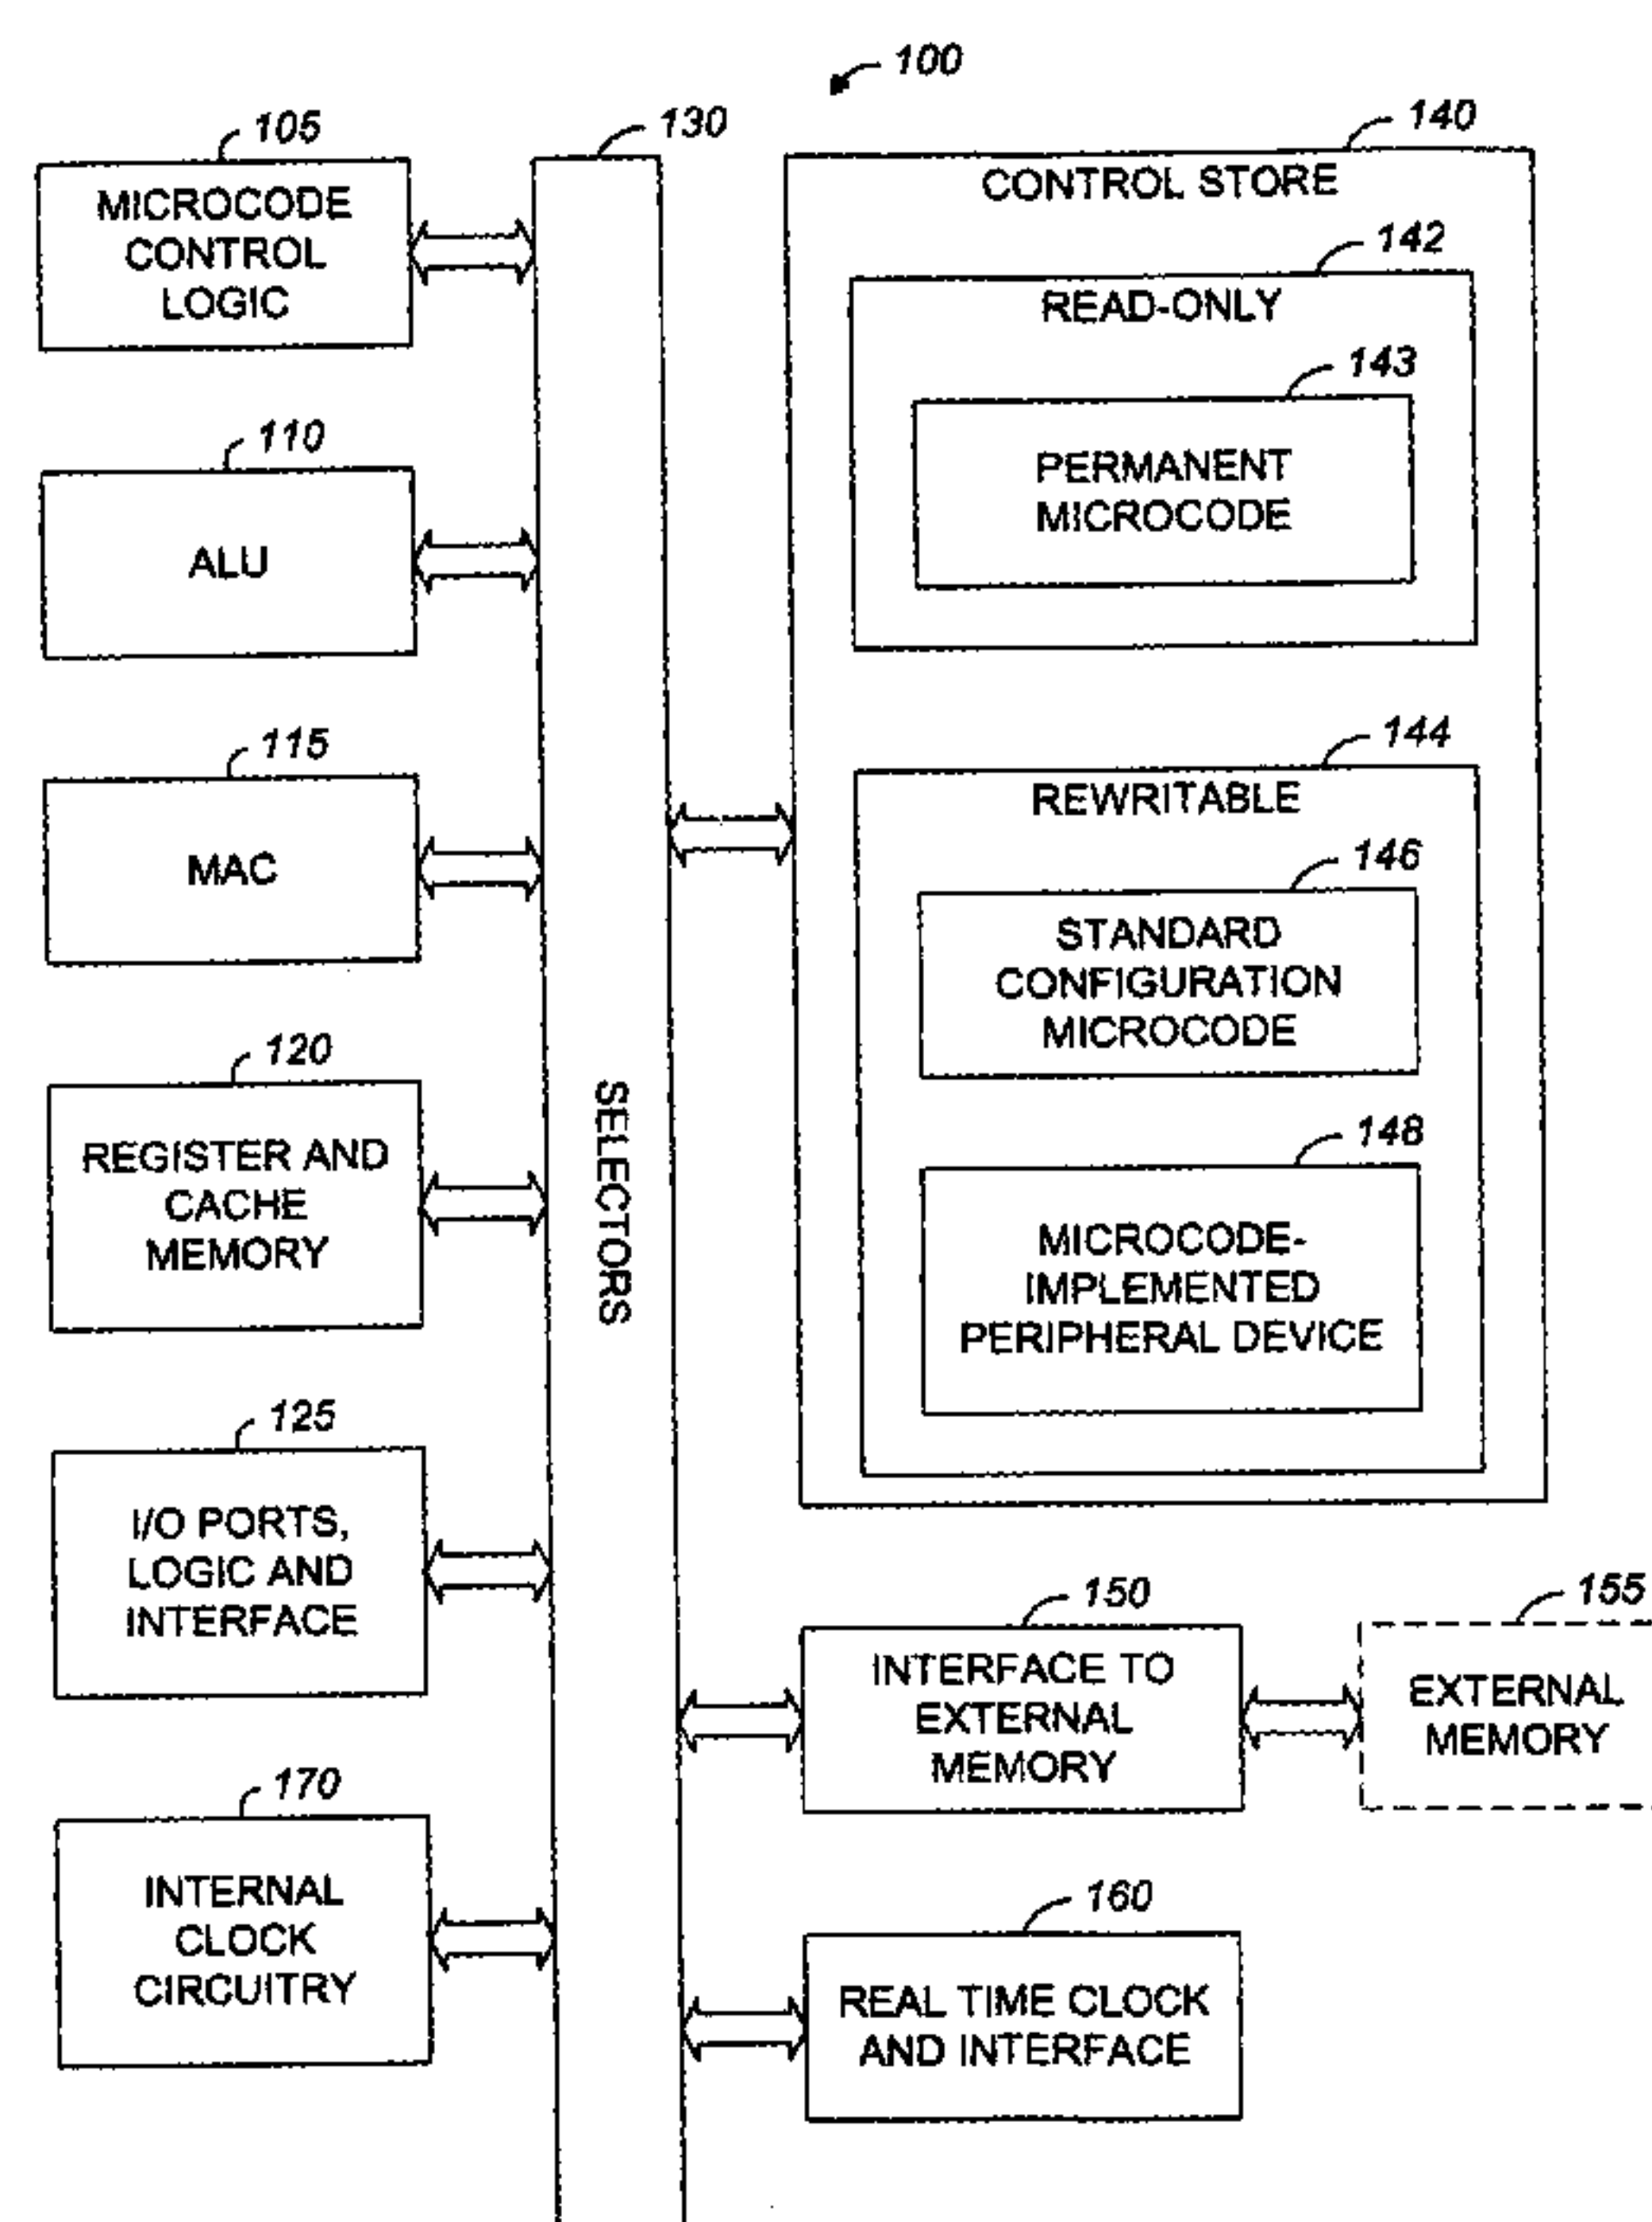 100
105
MICROCODE
CONTROL
LOGIC
110
ALU
115
MAC
120
REGISTER AND
CACHE
MEMORY
125
I/O PORTS,
LOGIC AND
INTERFACE
170
INTERNAL
CLOCK
CIRCUITRY
130
SELECTORS
140
CONTROL STORE
142
READ-ONLY
143
PERMANENT
MICROCODE
144
REWRITABLE
146
STANDARD
CONFIGURATION
MICROCODE
148
MICROCODE-
IMPLEMENTED
PERIPHERAL DEVICE
150
INTERFACE TO
EXTERNAL
MEMORY
155
EXTERNAL
MEMORY
160
REAL TIME CLOCK
AND INTERFACE